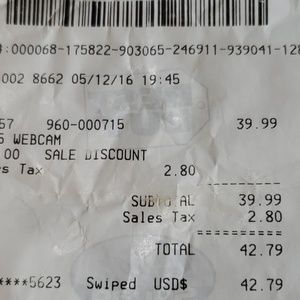 :000068-175822-903065-246911-939041-128
002 8662 05/12/16 19:45
57 960-000715 39.99
5 WEBCAM
00 SALE DISCOUNT
s Tax 2.80
SUBTOTAL 39.99
Sales Tax 2.80
TOTAL 42.79
****5623 Swiped USD$ 42.79